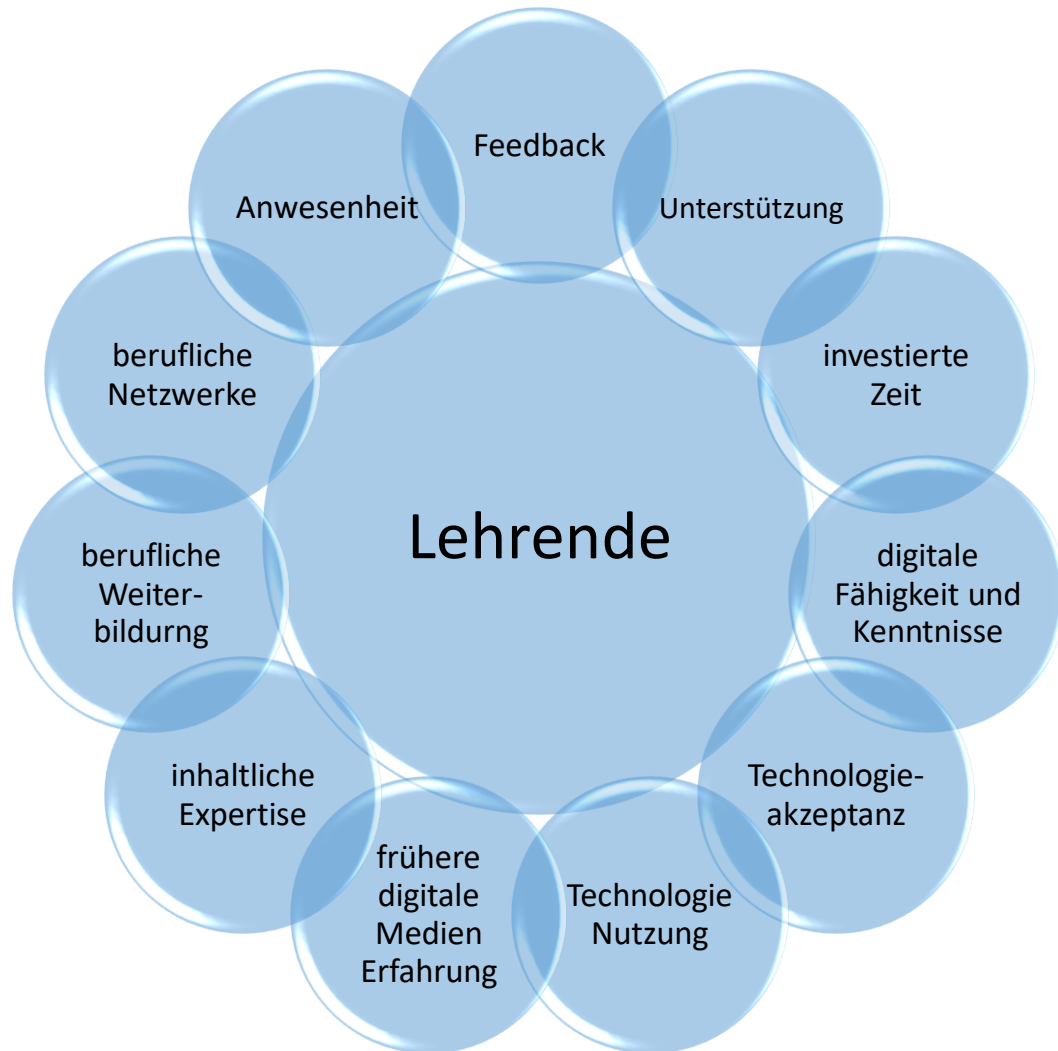 Feedback
Unterstützung
investierte
Zeit
digitale
Fähigkeit und
Kenntnisse
Technologie-
akzeptanz
Technologie
Nutzung
frühere
digitale
Medien
Erfahrung
inhaltliche
Expertise
berufliche
Weiter-
bildurng
berufliche
Netzwerke
Anwesenheit
Lehrende